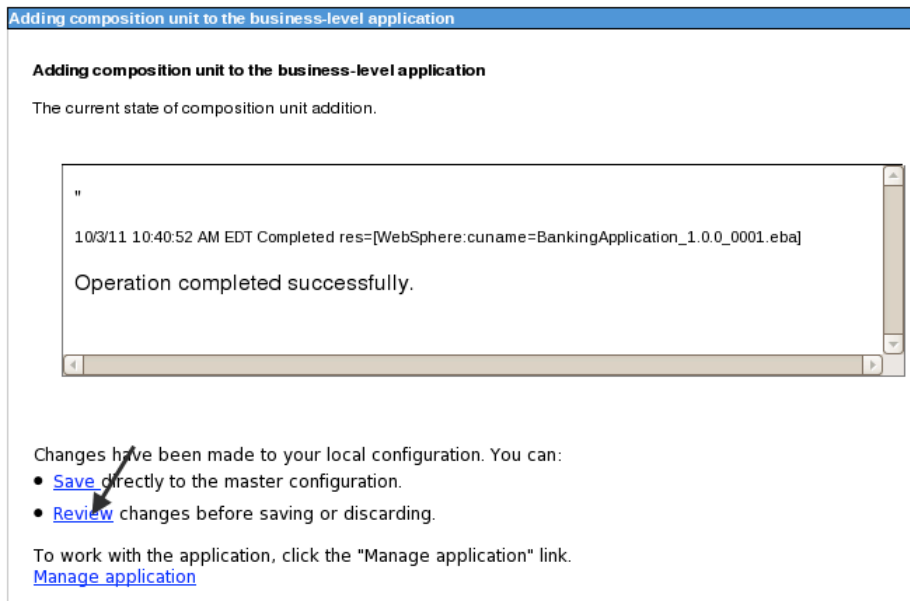 Adding composition unit to the business-level application
Adding composition unit to the business-level application
The current state of composition unit addition.
"
10/3/11 10:40:52 AM EDT Completed res=[WebSphere:cuname=BankingApplication_1.0.0_0001.eba]
Operation completed successfully.
Changes have been made to your local configuration. You can:
• Save directly to the master configuration.
• Review changes before saving or discarding.
To work with the application, click the "Manage application" link.
Manage application